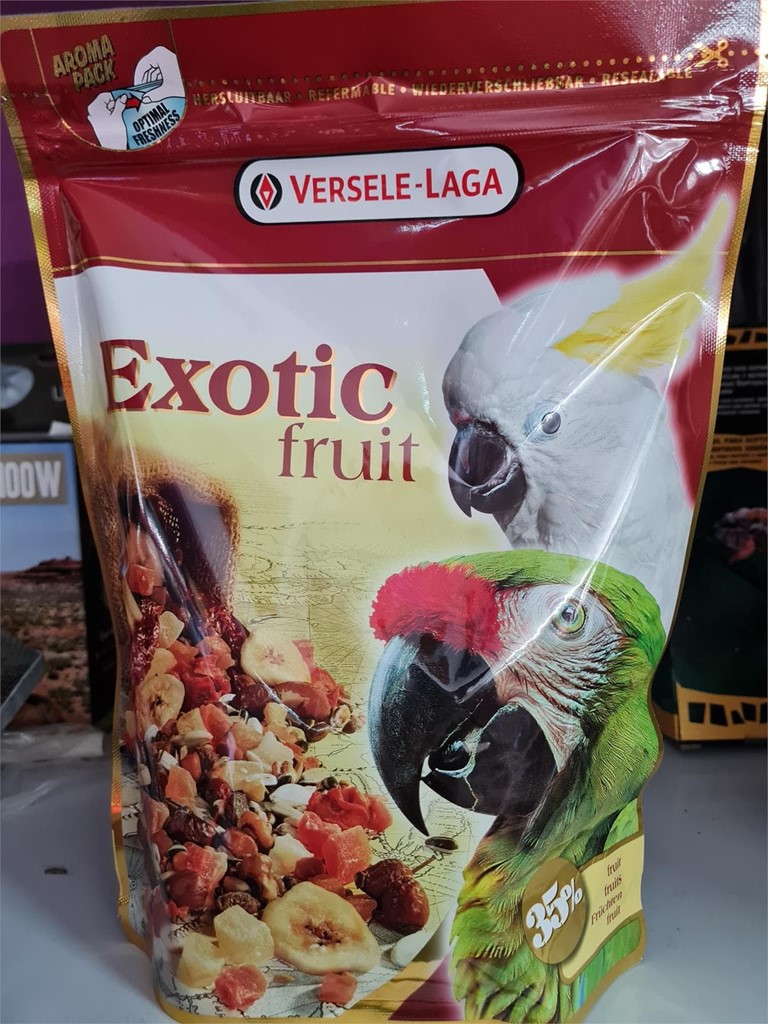 AROMA
PACK
OPTIMAL
FRESHNESS
HERSLUITBAAR • REFERMABLE • WIEDERVERSCHLIEßBAR • RESEALABLE
VERSELE-LAGA
Exotic
fruit
100W
35%
fruit
fruits
Früchten
fruit